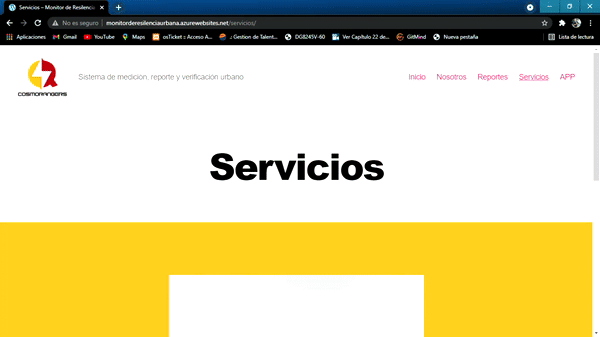 Servicios – Monitor de Resilencia
No es seguro | monitorderesilenciaurbana.azurewebsites.net/servicios/
Aplicaciones Gmail YouTube Maps osTicket :: Acceso A... .: Gestion de Talent... DG8245V-60 Ver Capítulo 22 de... GitMind Nueva pestaña Lista de lectura
COSMORANGERS
Sistema de medición, reporte y verificación urbano
Inicio Nosotros Reportes Servicios APP
Servicios